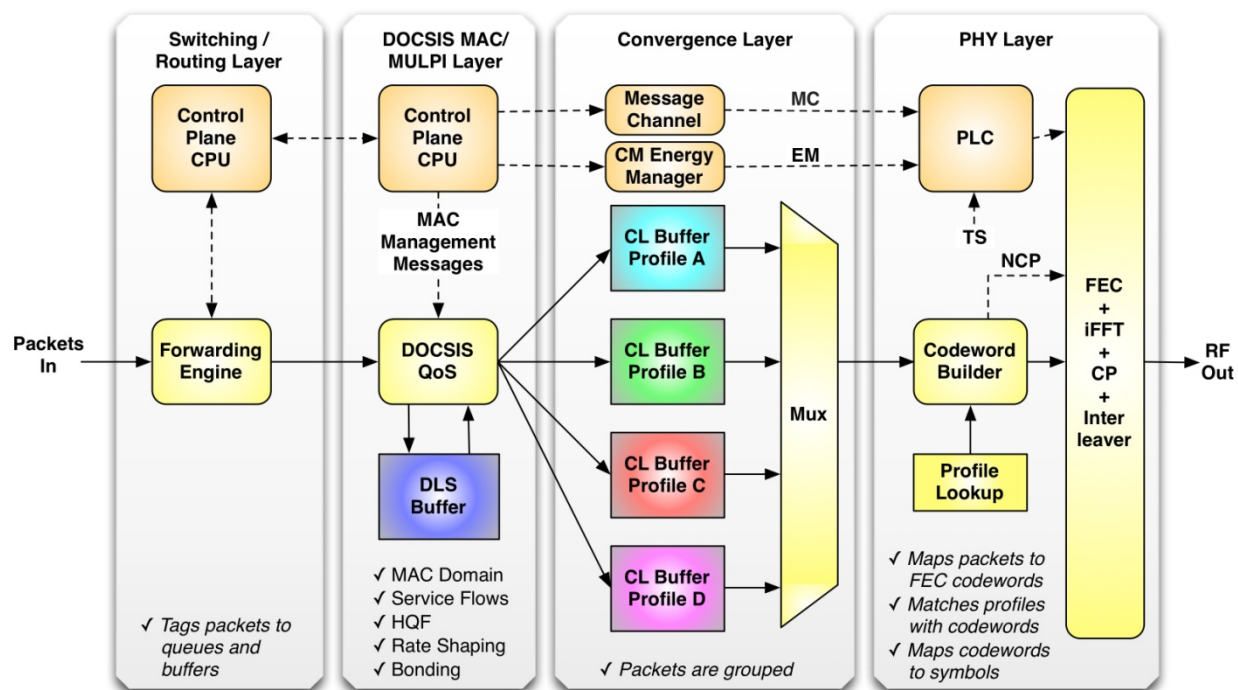 Switching /
Routing Layer
Control
Plane
CPU
Packets
In
Forwarding
Engine
✓ Tags packets to
queues and
buffers
DOCSIS MAC/
MULPI Layer
Control
Plane
CPU
MAC
Management
Messages
DOCSIS
QoS
DLS
Buffer
✓ MAC Domain
✓ Service Flows
✓ HQF
✓ Rate Shaping
✓ Bonding
Convergence Layer
Message
Channel
MC
CM Energy
Manager
EM
CL Buffer
Profile A
CL Buffer
Profile B
CL Buffer
Profile C
CL Buffer
Profile D
Mux
✓ Packets are grouped
PHY Layer
PLC
TS
NCP
Codeword
Builder
Profile
Lookup
✓ Maps packets to
FEC codewords
✓ Matches profiles
with codewords
✓ Maps codewords
to symbols
FEC
+
iFFT
+
CP
+
Inter
leaver
RF
Out